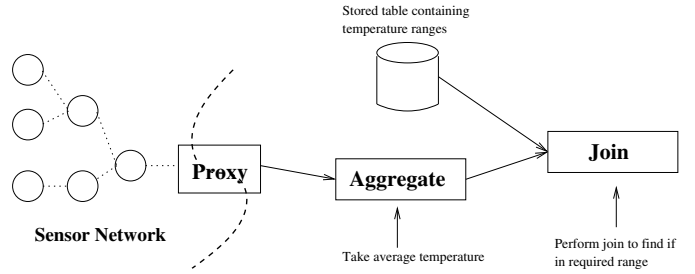 Stored table containing
temperature ranges
Proxy
Aggregate
Join
Sensor Network
Take average temperature
Perform join to find if
in required range